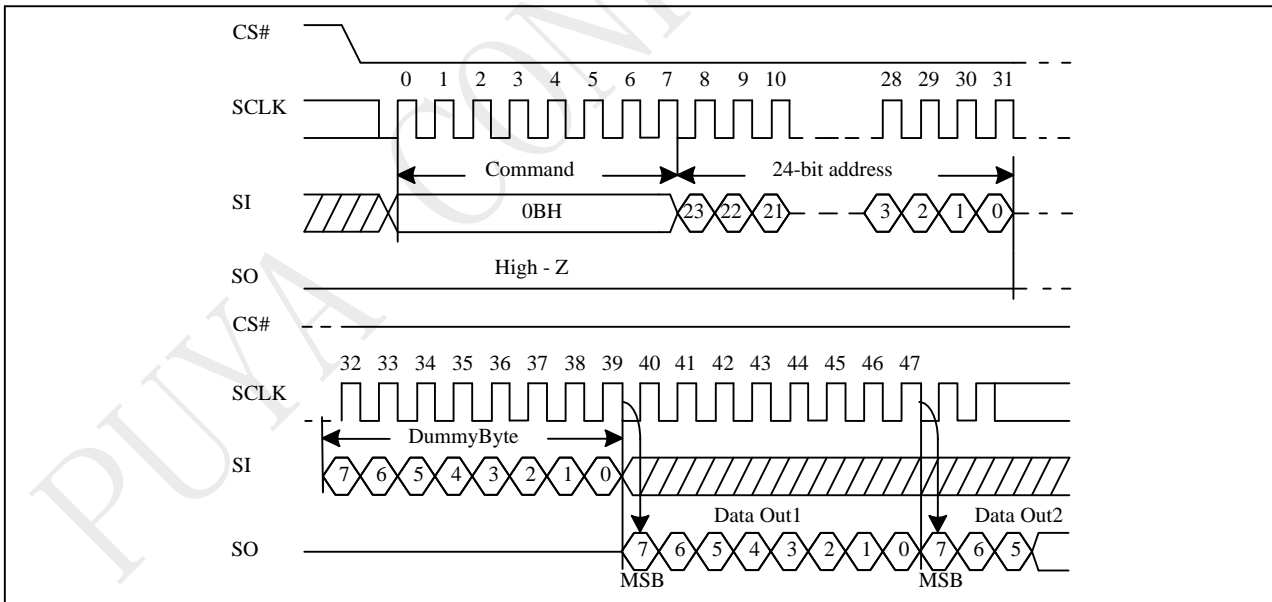 CS#
0 1 2 3 4 5 6 7 8 9 10 28 29 30 31
SCLK
Command 24-bit address
SI 0BH 23 22 21 3 2 1 0
High - Z
SO
CS#
32 33 34 35 36 37 38 39 40 41 42 43 44 45 46 47
SCLK
DummyByte
SI 7 6 5 4 3 2 1 0
Data Out1 Data Out2
SO 7 6 5 4 3 2 1 0 7 6 5
MSB MSB
PUYA CON